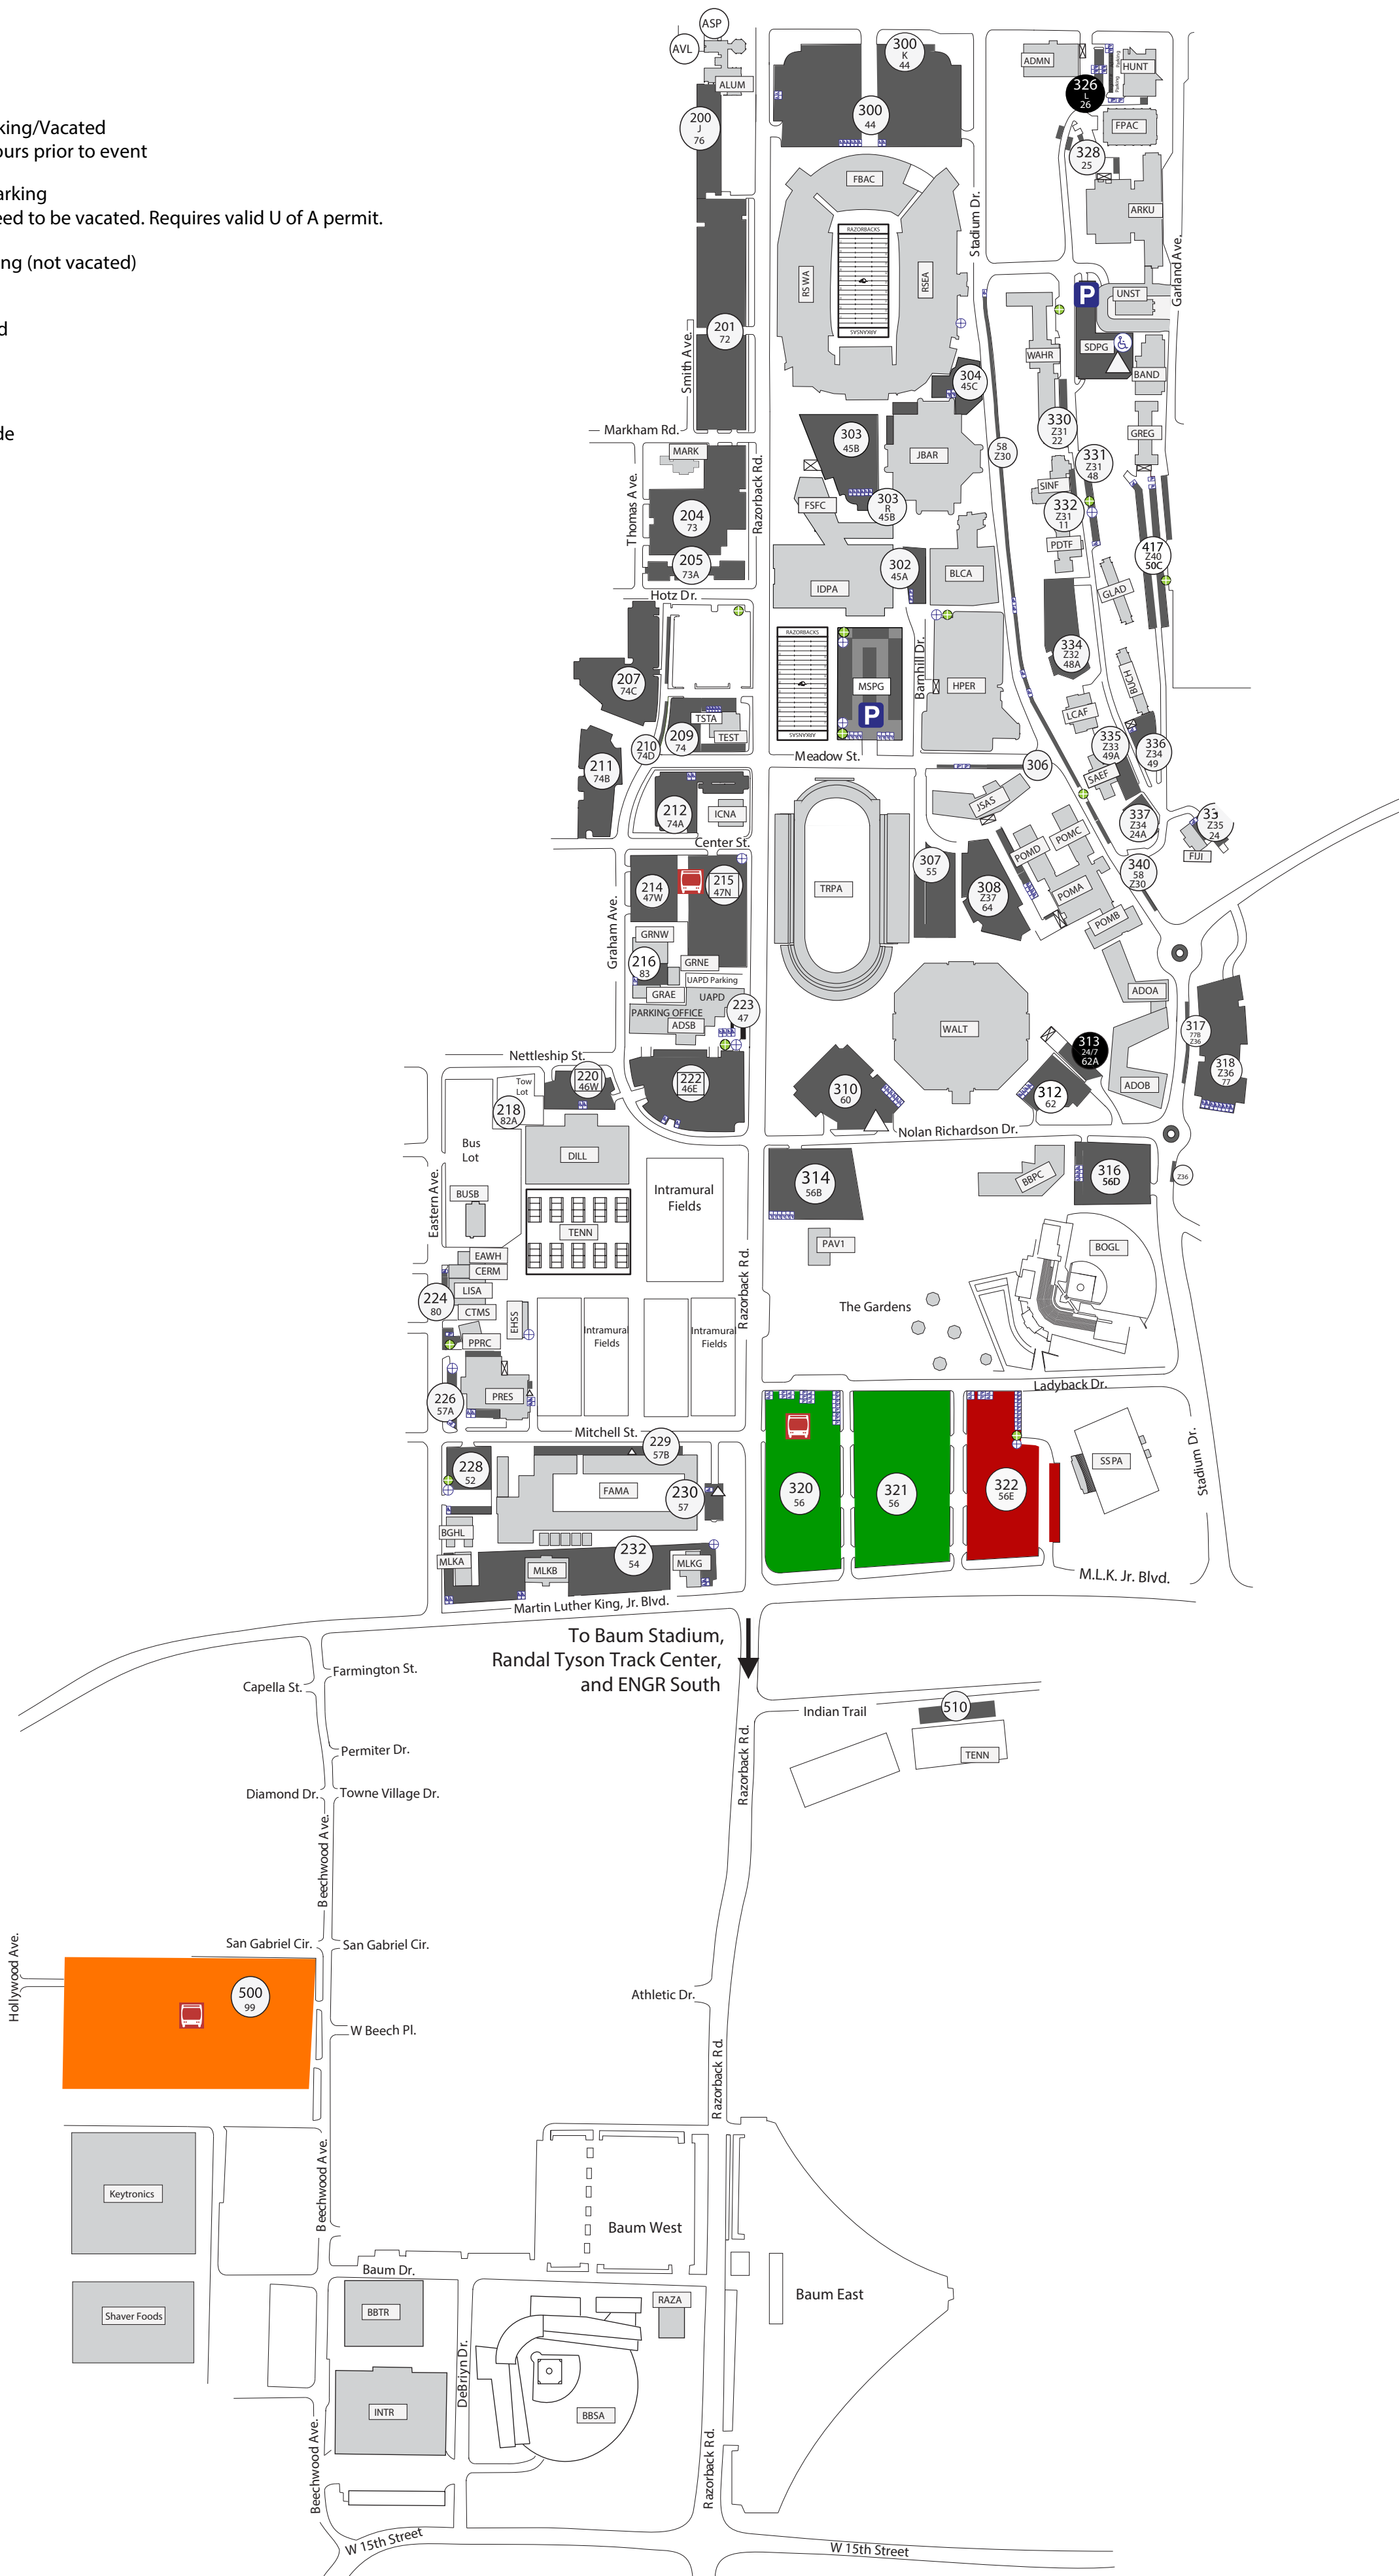 king/Vacated
ours prior to event
arking
eed to be vacated. Requires valid U of A permit.
ng (not vacated)
d
de
ASP
AVL
ALUM
200
J
76
300
K
44
300
44
ADMN
HUNT
Parking
Parking
326
L
26
FPAC
328
25
ARKU
FBAC
RAZORBACKS
RSWA
RSEA
ARKANSAS
Stadium Dr.
Garland Ave.
UNST
P
SDPG
BAND
WAHR
201
72
Smith Ave.
304
45C
Markham Rd.
MARK
Razorback Rd.
Thomas Ave.
303
45B
JBAR
58
Z30
330
Z31
22
GREG
331
Z31
48
SINF
332
Z31
11
PDTF
FSFC
303
R
45B
204
73
205
73A
Hotz Dr.
IDPA
302
45A
BLCA
417
Z40
50C
GLAD
334
Z32
48A
BUCH
207
74C
RAZORBACKS
ARKANSAS
MSPG
P
Barnhill Dr.
HPER
LCAF
TSTA
TEST
209
74
210
74D
211
74B
Meadow St.
306
335
Z33
49A
336
Z34
49
SAEF
212
74A
ICNA
Center St.
JSAS
337
Z34
24A
33
Z35
24
FIJI
POMC
POMD
POMA
POMB
340
58
Z30
214
47W
215
47N
Graham Ave.
TRPA
307
55
308
Z37
64
GRNW
216
83
GRNE
UAPD Parking
GRAE
UAPD
PARKING OFFICE
ADSB
223
47
ADOA
WALT
317
77B
Z36
318
Z36
77
313
24/7
62A
ADOB
312
62
310
60
Nettleship St.
Tow
Lot
220
46W
222
46E
218
82A
Nolan Richardson Dr.
Bus
Lot
DILL
BUSB
Eastern Ave.
TENN
Intramural
Fields
314
56B
PAV1
BBPC
316
56D
Z36
BOGL
The Gardens
EAWH
CERM
LISA
CTMS
224
80
EHSS
PPRC
Intramural
Fields
Intramural
Fields
Razorback Rd.
PRES
226
57A
Ladyback Dr.
Mitchell St.
229
57B
228
52
FAMA
230
57
320
56
321
56
322
56E
SSPA
Stadium Dr.
BGHL
MLKA
MLKB
232
54
MLKG
M.L.K. Jr. Blvd.
Martin Luther King, Jr. Blvd.
To Baum Stadium,
Randal Tyson Track Center,
and ENGR South
Farmington St.
Capella St.
Indian Trail
510
TENN
Permiter Dr.
Diamond Dr.
Towne Village Dr.
Razorback Rd.
Beechwood Ave.
Hollywood Ave.
San Gabriel Cir.
San Gabriel Cir.
500
99
Athletic Dr.
W Beech Pl.
Razorback Rd.
Keytronics
Beechwood Ave.
Baum West
Baum Dr.
Baum East
Shaver Foods
BBTR
RAZA
DeBriyn Dr.
INTR
BBSA
Beechwood Ave.
Razorback Rd.
W 15th Street
W 15th Street